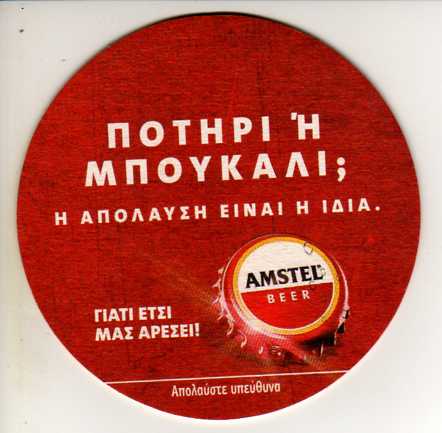 ΠΟΤΗΡΙ Ή
ΜΠΟΥΚΑΛΙ;
Η ΑΠΟΛΑΥΣΗ ΕΙΝΑΙ Η ΙΔΙΑ.
AMSTEL
BEER
ΓΙΑΤΙ ΕΤΣΙ
ΜΑΣ ΑΡΕΣΕΙ!
Απολαύστε υπεύθυνα